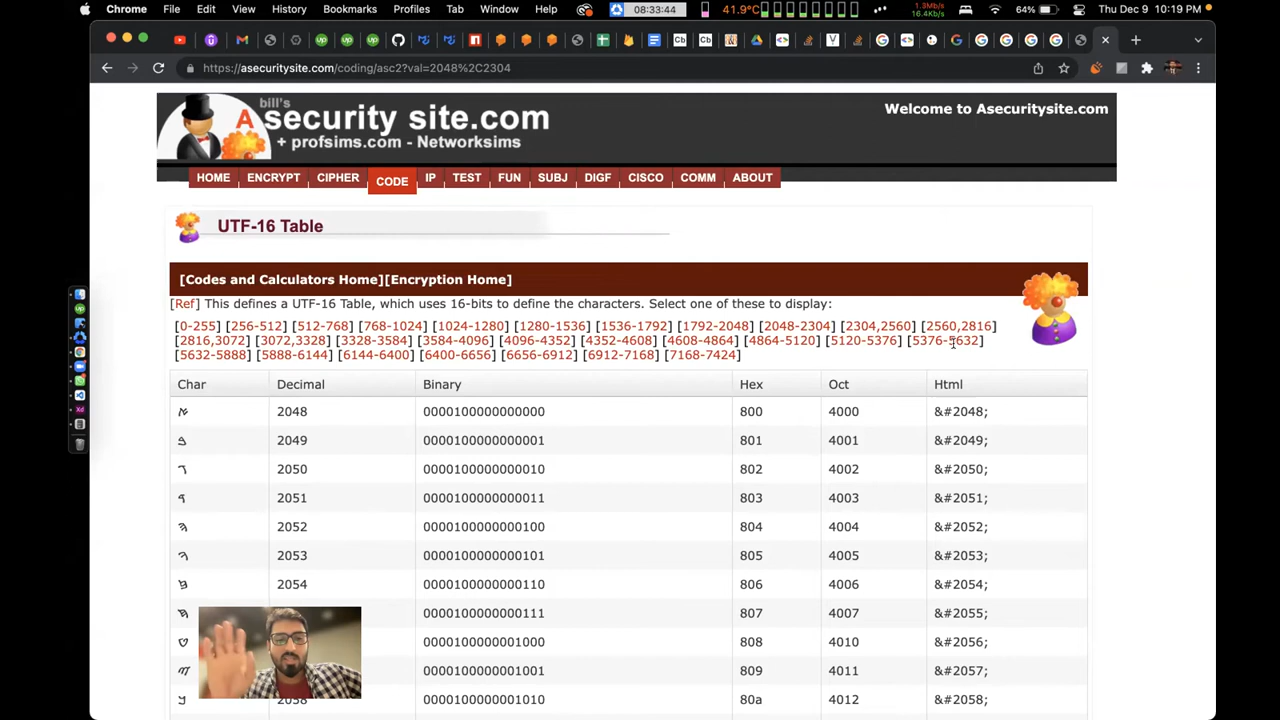 Chrome File Edit View History Bookmarks Profiles Tab Window Help 08:33:44 41.9°C 1.3Mb/s 16.4Kb/s 64% Thu Dec 9 10:19 PM
https://asecuritysite.com/coding/asc2?val=2048%2C2304
bill's
Asecurity site.com
+ profsims.com - Networksims
Welcome to Asecuritysite.com
HOME ENCRYPT CIPHER CODE IP TEST FUN SUBJ DIGF CISCO COMM ABOUT
UTF-16 Table
[Codes and Calculators Home][Encryption Home]
[Ref] This defines a UTF-16 Table, which uses 16-bits to define the characters. Select one of these to display:
[0-255] [256-512] [512-768] [768-1024] [1024-1280] [1280-1536] [1536-1792] [1792-2048] [2048-2304] [2304,2560] [2560,2816]
[2816,3072] [3072,3328] [3328-3584] [3584-4096] [4096-4352] [4352-4608] [4608-4864] [4864-5120] [5120-5376] [5376-5632]
[5632-5888] [5888-6144] [6144-6400] [6400-6656] [6656-6912] [6912-7168] [7168-7424]
Char Decimal Binary Hex Oct Html
ࠀ 2048 0000100000000000 800 4000 &#2048;
ࠁ 2049 0000100000000001 801 4001 &#2049;
ࠂ 2050 0000100000000010 802 4002 &#2050;
ࠃ 2051 0000100000000011 803 4003 &#2051;
ࠄ 2052 0000100000000100 804 4004 &#2052;
ࠅ 2053 0000100000000101 805 4005 &#2053;
ࠆ 2054 0000100000000110 806 4006 &#2054;
ࠇ 0000100000000111 807 4007 &#2055;
ࠈ 0000100000001000 808 4010 &#2056;
ࠉ 0000100000001001 809 4011 &#2057;
ࠊ 2058 0000100000001010 80a 4012 &#2058;